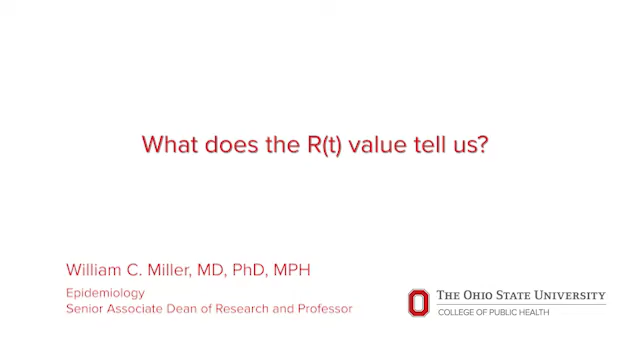 What does the R(t) value tell us?
William C. Miller, MD, PhD, MPH
Epidemiology
Senior Associate Dean of Research and Professor
THE OHIO STATE UNIVERSITY
COLLEGE OF PUBLIC HEALTH